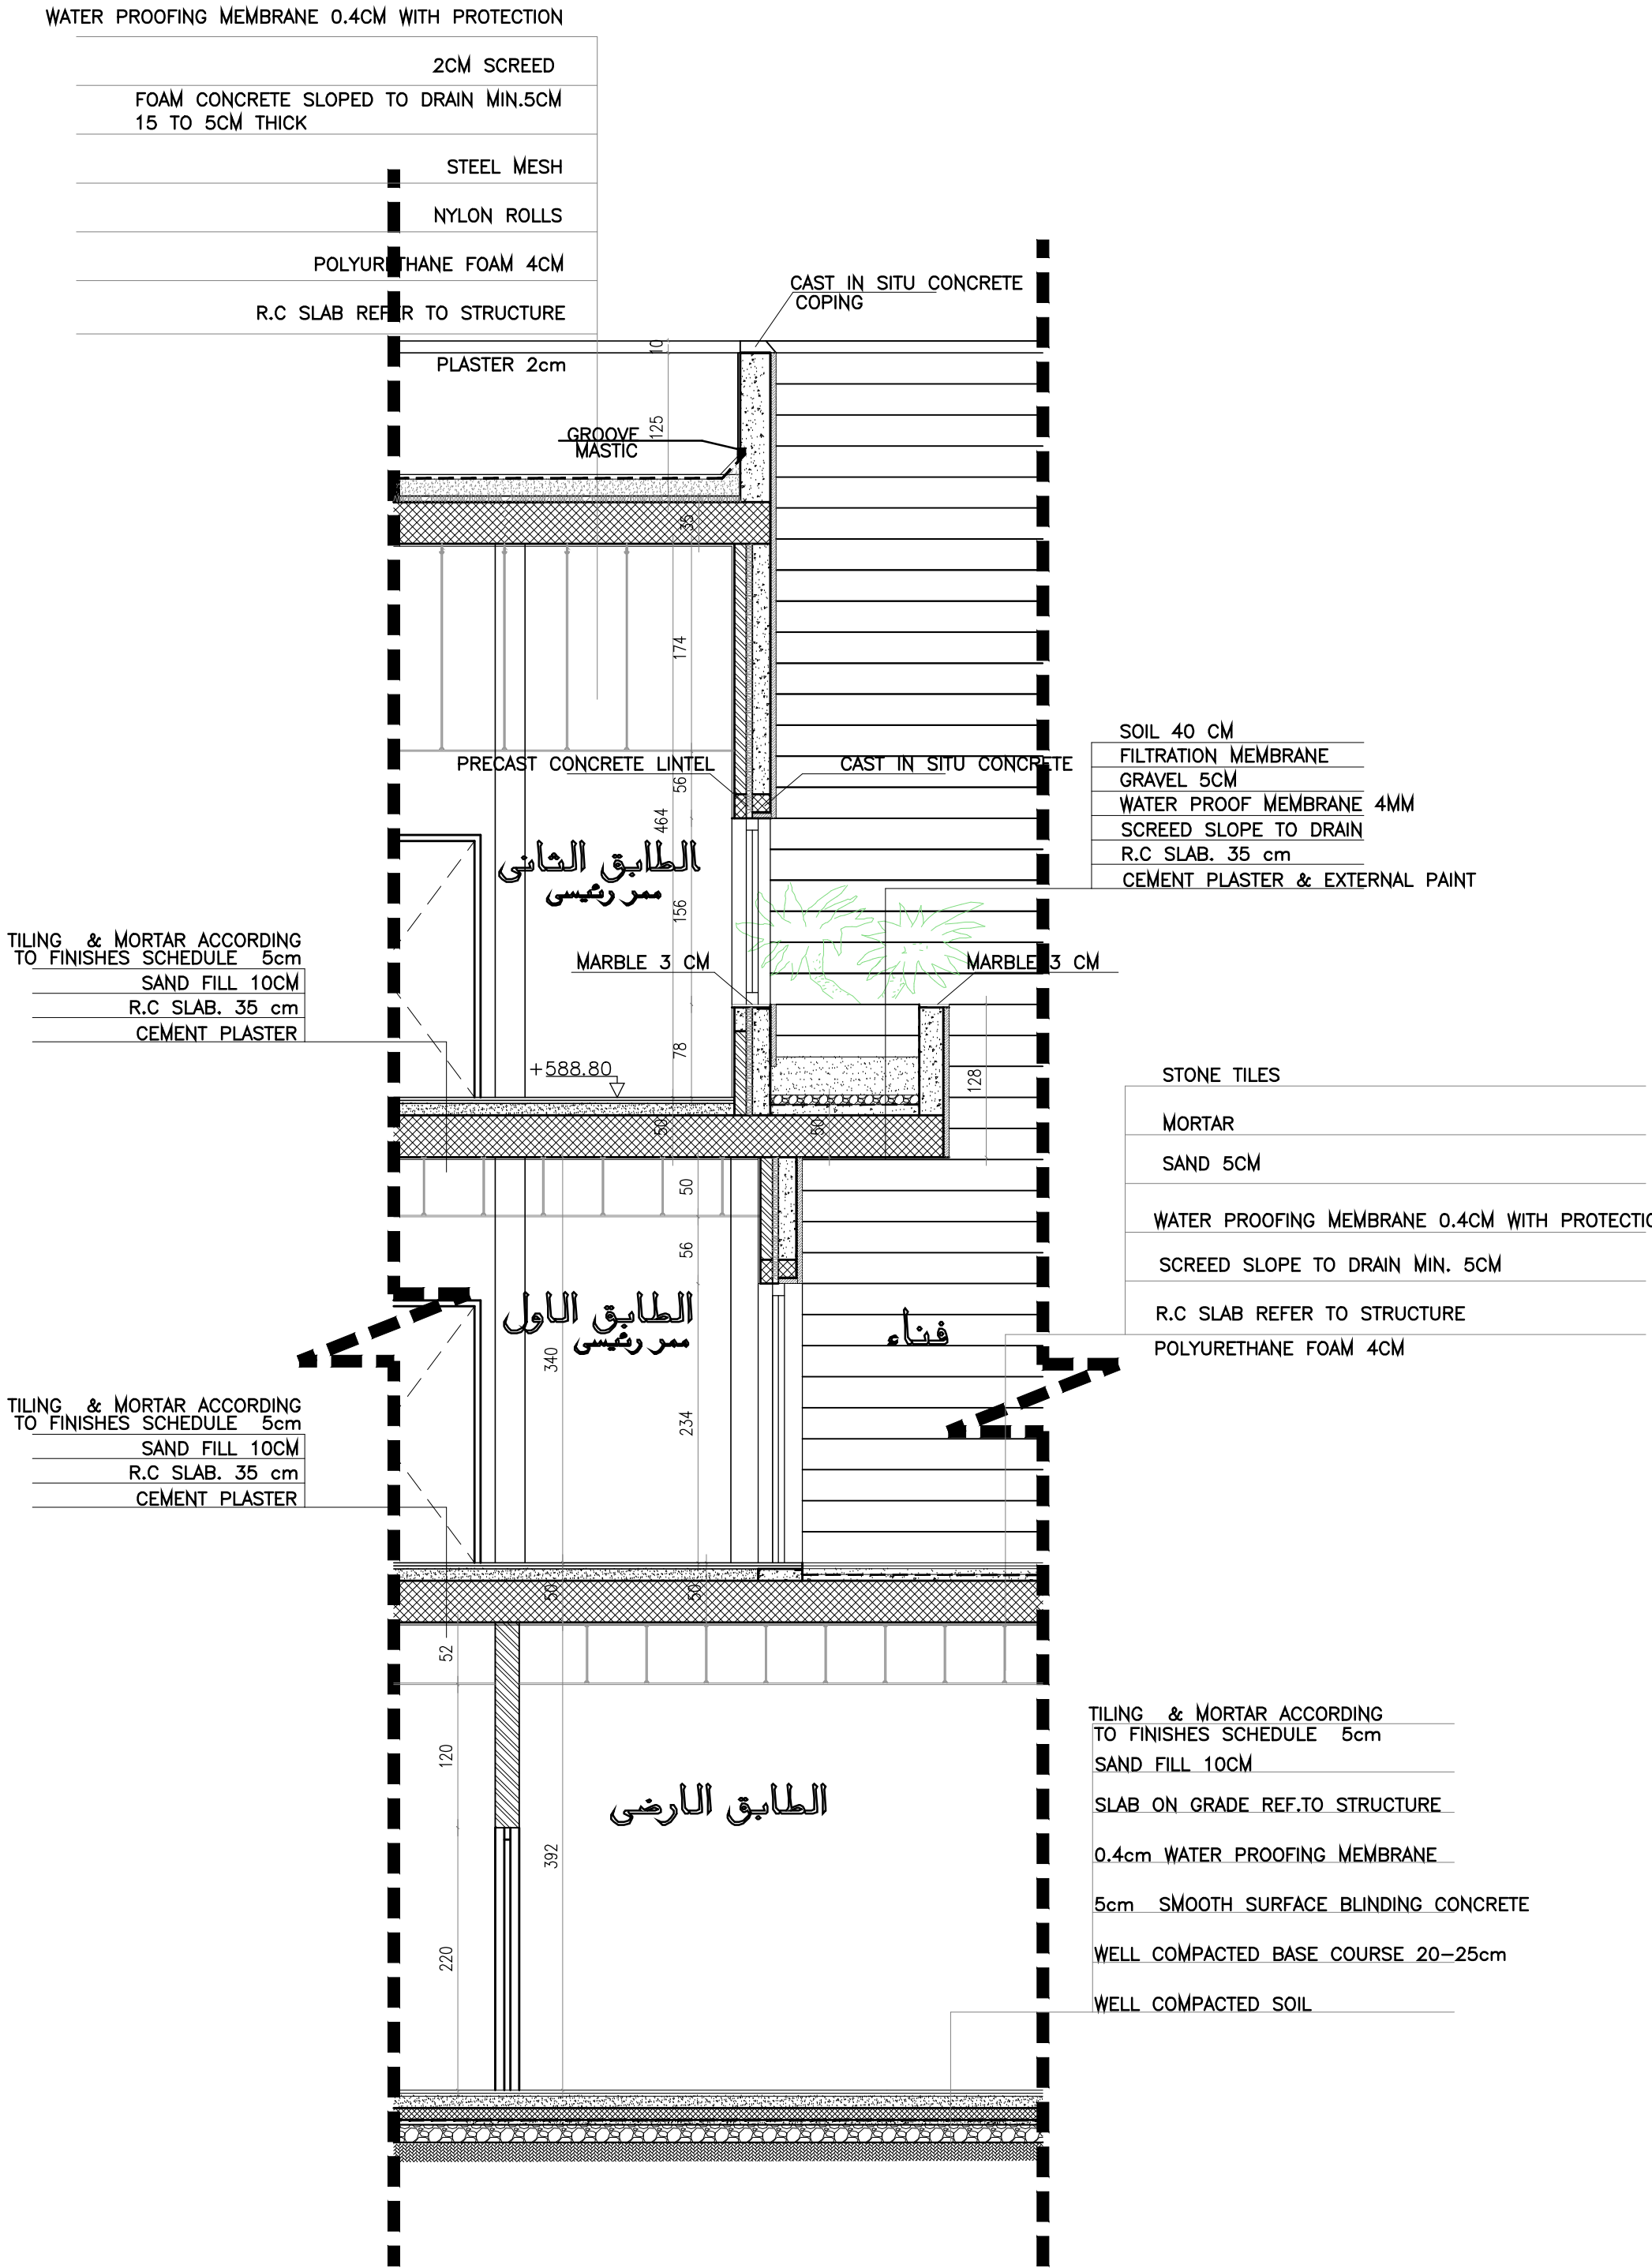 WATER PROOFING MEMBRANE 0.4CM WITH PROTECTION
2CM SCREED
FOAM CONCRETE SLOPED TO DRAIN MIN.5CM
15 TO 5CM THICK
STEEL MESH
NYLON ROLLS
POLYURETHANE FOAM 4CM
R.C SLAB REFER TO STRUCTURE
PLASTER 2cm
CAST IN SITU CONCRETE
COPING
10
125
GROOVE
MASTIC
35
174
PRECAST CONCRETE LINTEL
CAST IN SITU CONCRETE
56
464
الطابق الثاني
ممر رئيسي
156
MARBLE 3 CM
MARBLE 3 CM
SOIL 40 CM
FILTRATION MEMBRANE
GRAVEL 5CM
WATER PROOF MEMBRANE 4MM
SCREED SLOPE TO DRAIN
R.C SLAB. 35 cm
CEMENT PLASTER & EXTERNAL PAINT
TILING & MORTAR ACCORDING
TO FINISHES SCHEDULE 5cm
SAND FILL 10CM
R.C SLAB. 35 cm
CEMENT PLASTER
+588.80
78
128
50
50
STONE TILES
MORTAR
SAND 5CM
WATER PROOFING MEMBRANE 0.4CM WITH PROTECTIO
SCREED SLOPE TO DRAIN MIN. 5CM
R.C SLAB REFER TO STRUCTURE
POLYURETHANE FOAM 4CM
50
56
الطابق الاول
ممر رئيسي
فناء
340
234
TILING & MORTAR ACCORDING
TO FINISHES SCHEDULE 5cm
SAND FILL 10CM
R.C SLAB. 35 cm
CEMENT PLASTER
50
50
52
120
الطابق الارضي
392
220
TILING & MORTAR ACCORDING
TO FINISHES SCHEDULE 5cm
SAND FILL 10CM
SLAB ON GRADE REF.TO STRUCTURE
0.4cm WATER PROOFING MEMBRANE
5cm SMOOTH SURFACE BLINDING CONCRETE
WELL COMPACTED BASE COURSE 20-25cm
WELL COMPACTED SOIL